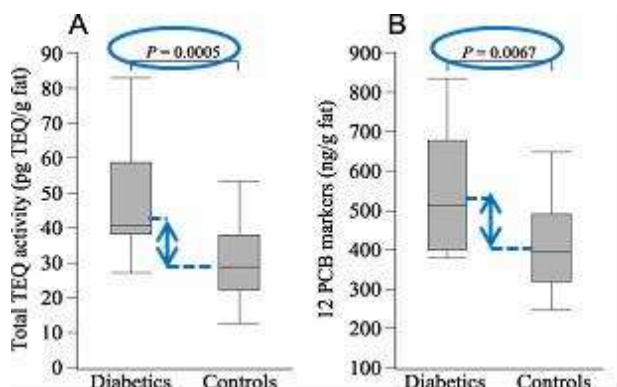 A
P = 0.0005
Total TEQ activity (pg TEQ/g fat)
90
80
70
60
50
40
30
20
10
0
Diabetics Controls
B
P = 0.0067
12 PCB markers (ng/g fat)
900
800
700
600
500
400
300
200
100
Diabetics Controls